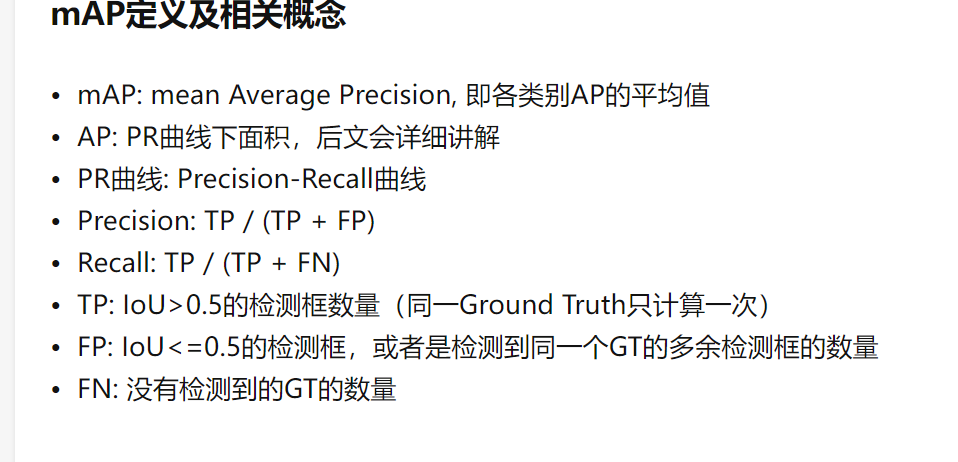 mAP定义及相关概念
• mAP: mean Average Precision, 即各类别AP的平均值
• AP: PR曲线下面积，后文会详细讲解
• PR曲线: Precision-Recall曲线
• Precision: TP / (TP + FP)
• Recall: TP / (TP + FN)
• TP: IoU>0.5的检测框数量（同一Ground Truth只计算一次）
• FP: IoU<=0.5的检测框，或者是检测到同一个GT的多余检测框的数量
• FN: 没有检测到的GT的数量